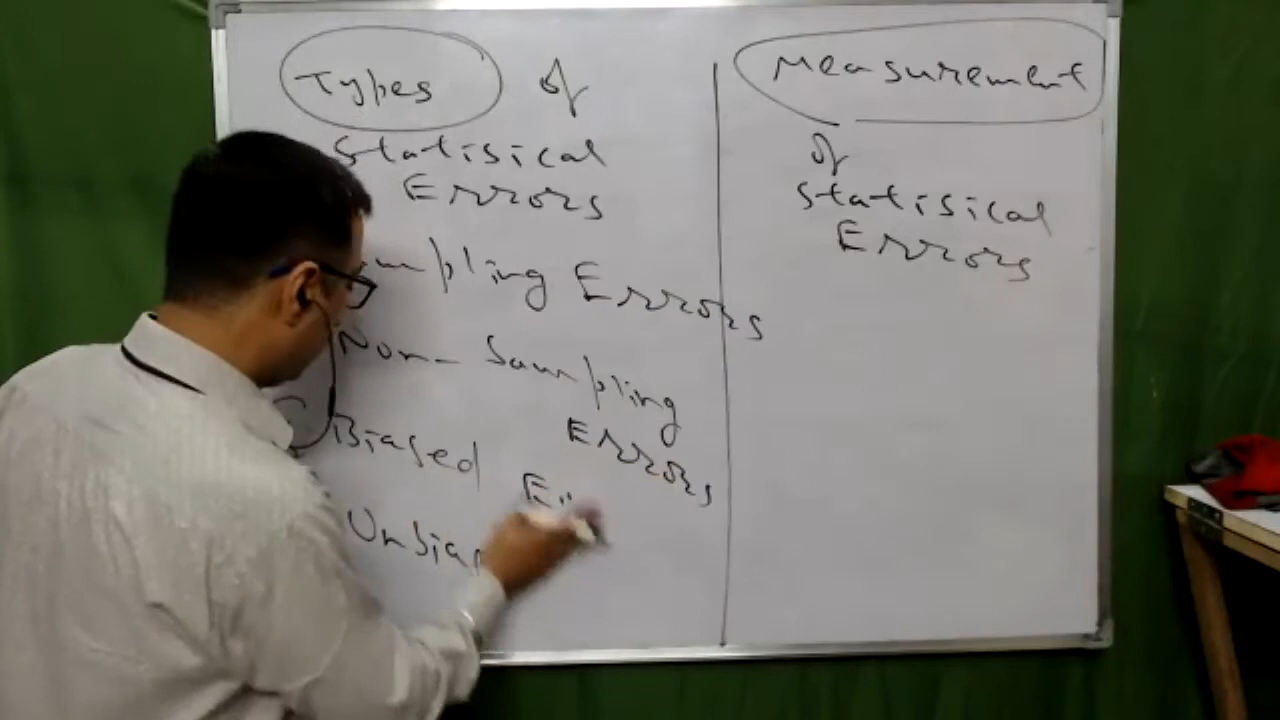 Types of
Statisical
Errors
mpling Errors
Non-Sampling
Errors
Biased
Unbia
Measurement
of
Statisical
Errors